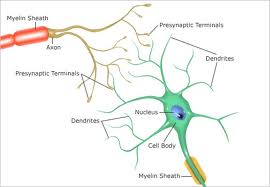 Myelin Sheath
Presynaptic Terminals
Axon
Dendrites
Presynaptic Terminals
Nucleus
Dendrites
Cell Body
Myelin Sheath